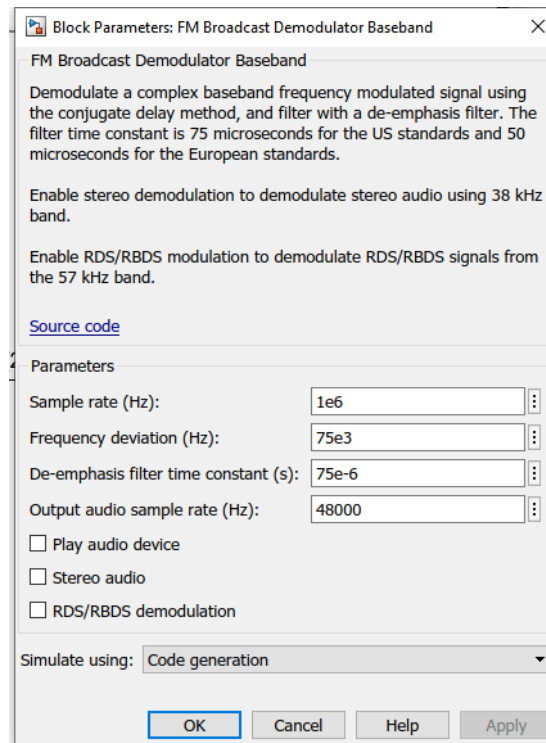 Block Parameters: FM Broadcast Demodulator Baseband
FM Broadcast Demodulator Baseband
Demodulate a complex baseband frequency modulated signal using
the conjugate delay method, and filter with a de-emphasis filter. The
filter time constant is 75 microseconds for the US standards and 50
microseconds for the European standards.
Enable stereo demodulation to demodulate stereo audio using 38 kHz
band.
Enable RDS/RBDS modulation to demodulate RDS/RBDS signals from
the 57 kHz band.
Source code
Parameters
Sample rate (Hz): 1e6
Frequency deviation (Hz): 75e3
De-emphasis filter time constant (s): 75e-6
Output audio sample rate (Hz): 48000
Play audio device
Stereo audio
RDS/RBDS demodulation
Simulate using: Code generation
OK Cancel Help Apply